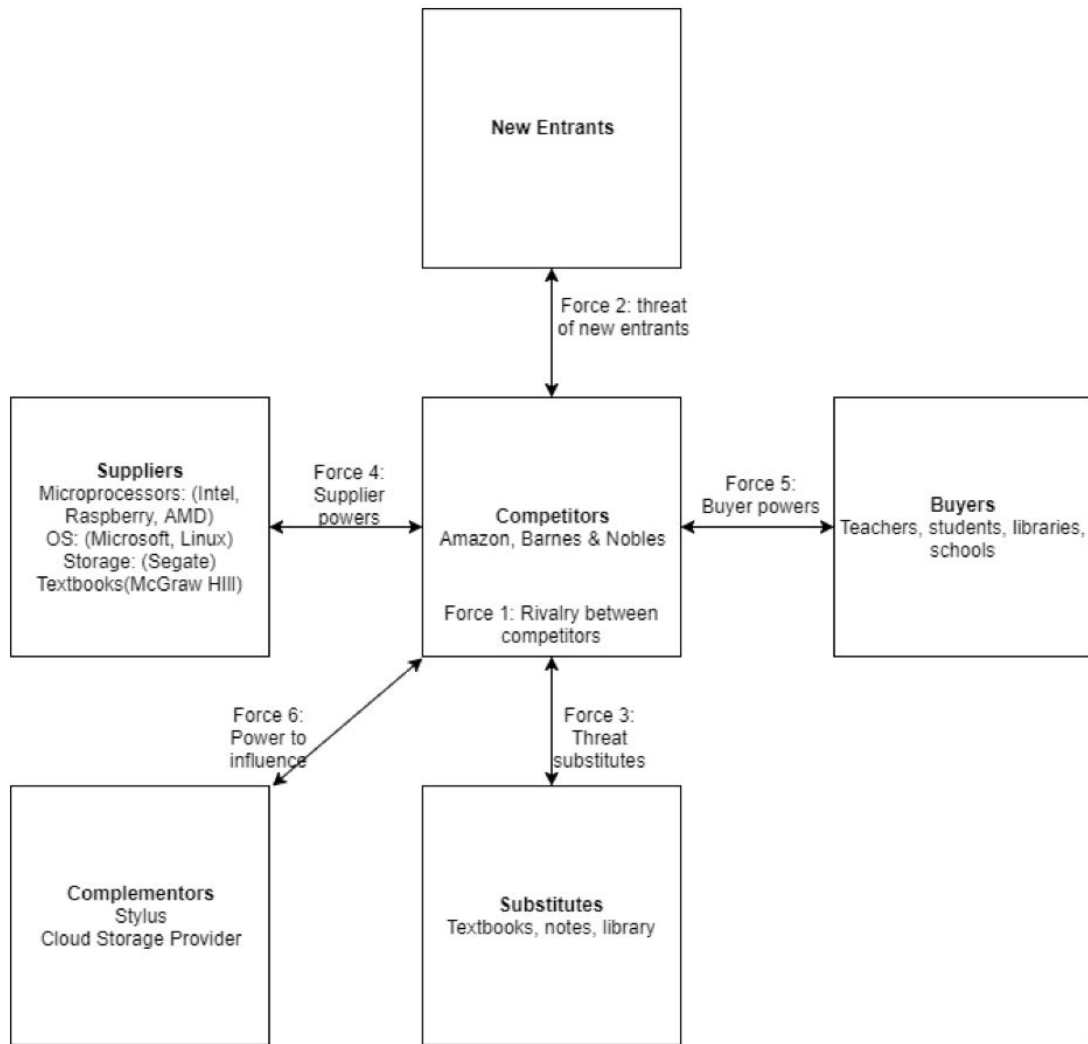 New Entrants
Force 2: threat
of new entrants
Suppliers
Microprocessors: (Intel,
Raspberry, AMD)
OS: (Microsoft, Linux)
Storage: (Segate)
Textbooks(McGraw HIll)
Force 4:
Supplier
powers
Competitors
Amazon, Barnes & Nobles
Force 1: Rivalry between
competitors
Force 5:
Buyer powers
Buyers
Teachers, students, libraries,
schools
Force 6:
Power to
influence
Force 3:
Threat
substitutes
Complementors
Stylus
Cloud Storage Provider
Substitutes
Textbooks, notes, library